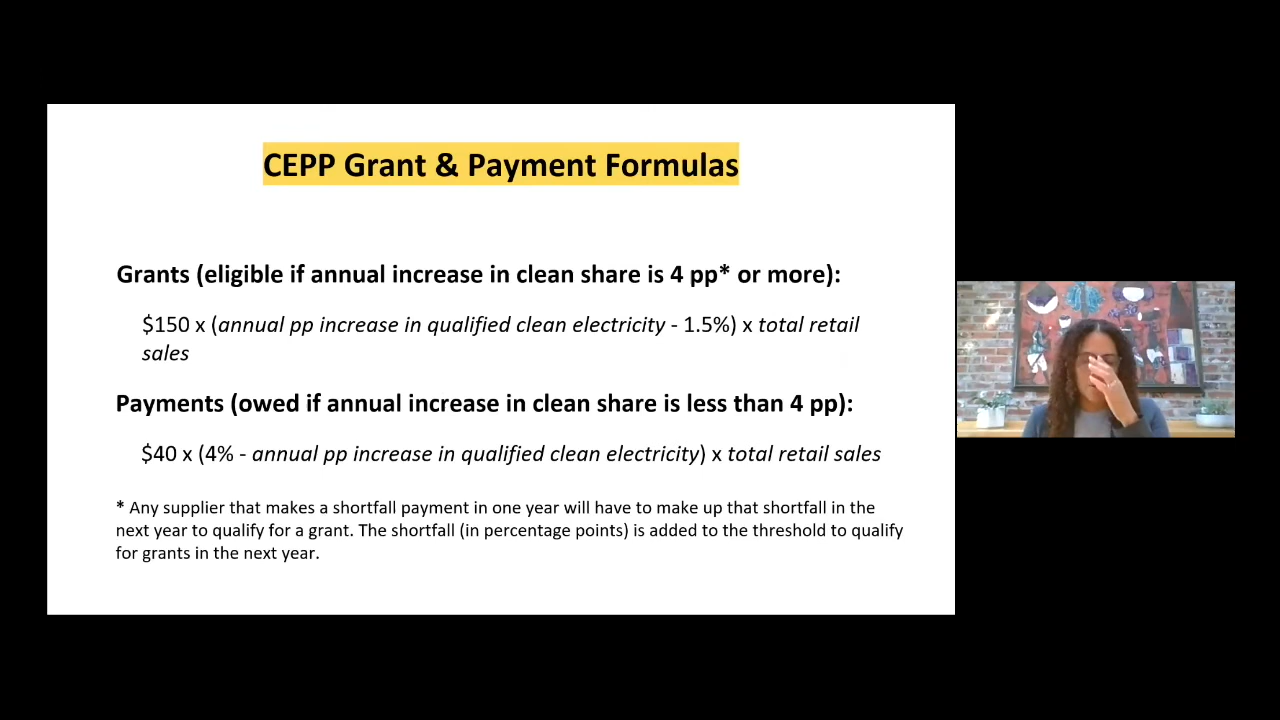 CEPP Grant & Payment Formulas
Grants (eligible if annual increase in clean share is 4 pp* or more):
$150 x (annual pp increase in qualified clean electricity - 1.5%) x total retail
sales
Payments (owed if annual increase in clean share is less than 4 pp):
$40 x (4% - annual pp increase in qualified clean electricity) x total retail sales
* Any supplier that makes a shortfall payment in one year will have to make up that shortfall in the
next year to qualify for a grant. The shortfall (in percentage points) is added to the threshold to qualify
for grants in the next year.